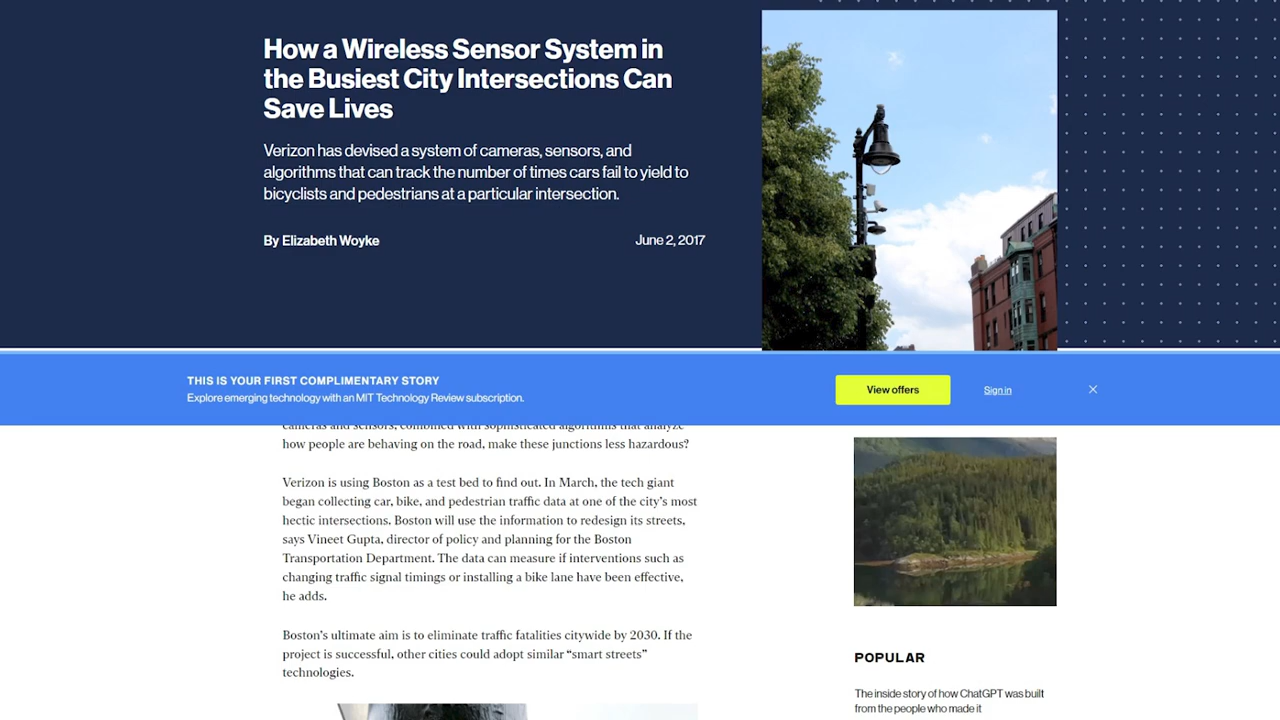 How a Wireless Sensor System in
the Busiest City Intersections Can
Save Lives
Verizon has devised a system of cameras, sensors, and
algorithms that can track the number of times cars fail to yield to
bicyclists and pedestrians at a particular intersection.
By Elizabeth Woyke
June 2, 2017
THIS IS YOUR FIRST COMPLIMENTARY STORY
Explore emerging technology with an MIT Technology Review subscription.
View offers
Sign in
cameras and sensors, combined with sophisticated algorithms that analyze
how people are behaving on the road, make these junctions less hazardous?
Verizon is using Boston as a test bed to find out. In March, the tech giant
began collecting car, bike, and pedestrian traffic data at one of the city's most
hectic intersections. Boston will use the information to redesign its streets,
says Vineet Gupta, director of policy and planning for the Boston
Transportation Department. The data can measure if interventions such as
changing traffic signal timings or installing a bike lane have been effective,
he adds.
Boston's ultimate aim is to eliminate traffic fatalities citywide by 2030. If the
project is successful, other cities could adopt similar “smart streets”
technologies.
POPULAR
The inside story of how ChatGPT was built
from the people who made it